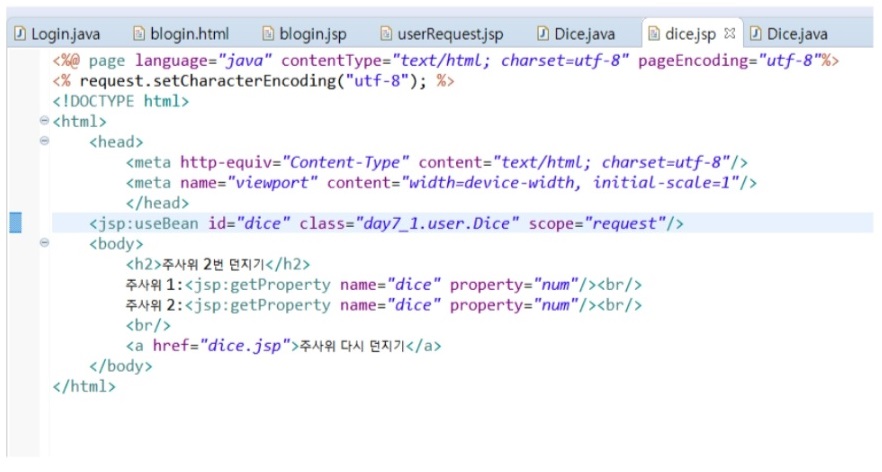 Login.java blogin.html blogin.jsp userRequest.jsp Dice.java dice.jsp Dice.java
<%@ page language="java" contentType="text/html; charset=utf-8" pageEncoding="utf-8"%>
<% request.setCharacterEncoding("utf-8"); %>
<!DOCTYPE html>
<html>
<head>
<meta http-equiv="Content-Type" content="text/html; charset=utf-8"/>
<meta name="viewport" content="width=device-width, initial-scale=1"/>
</head>
<jsp:useBean id="dice" class="day7_1.user.Dice" scope="request"/>
<body>
<h2>주사위 2번 던지기</h2>
주사위 1:<jsp:getProperty name="dice" property="num"/><br/>
주사위 2:<jsp:getProperty name="dice" property="num"/><br/>
<br/>
<a href="dice.jsp">주사위 다시 던지기</a>
</body>
</html>